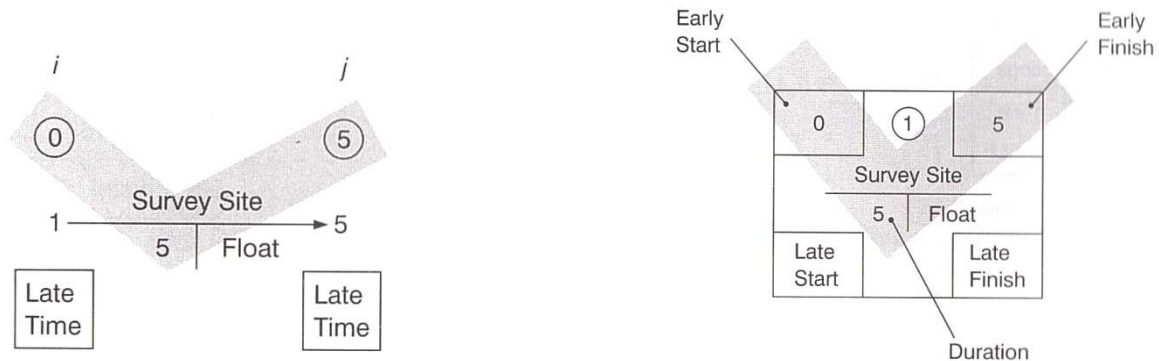 i
j
0
5
Survey Site
1
5
5
Float
Late
Time
Late
Time
Early
Start
Early
Finish
0
1
5
Survey Site
5
Float
Late
Start
Late
Finish
Duration